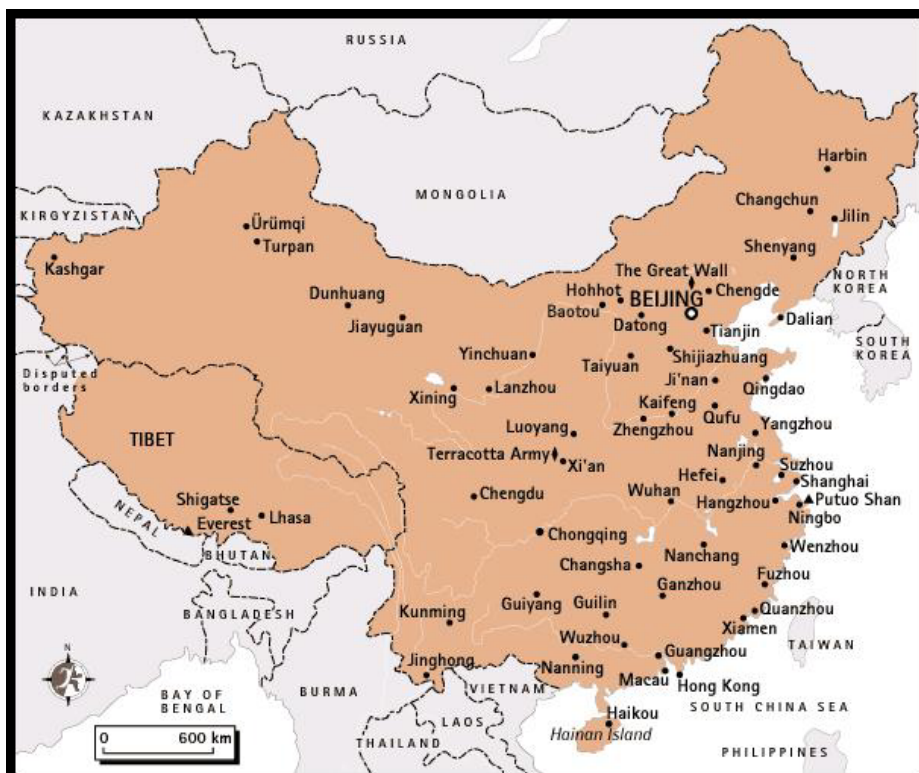 RUSSIA
KAZAKHSTAN
MONGOLIA
Harbin
Changchun
Jilin
KIRGYZISTAN
Ürümqi
Turpan
Kashgar
Shenyang
The Great Wall
NORTH
KOREA
Chengde
Hohhot
BEIJING
Dunhuang
Baotou
Datong
Dalian
Jiayuguan
Tianjin
SOUTH
KOREA
Yinchuan
Taiyuan
Shijiazhuang
Disputed
borders
Ji'nan
Qingdao
Xining
Lanzhou
Kaifeng
Qufu
Luoyang
Zhengzhou
Yangzhou
TIBET
Terracotta Army
Xi'an
Nanjing
Suzhou
Hefei
Shanghai
Chengdu
Wuhan
Hangzhou
Putuo Shan
Shigatse
NEPAL
Everest
Lhasa
Ningbo
Chongqing
BHUTAN
Nanchang
Wenzhou
Changsha
Ganzhou
Fuzhou
INDIA
BANGLADESH
Kunming
Guiyang
Guilin
Quanzhou
Xiamen
TAIWAN
Wuzhou
Guangzhou
N
Jinghong
Nanning
Macau
Hong Kong
BAY OF
BENGAL
BURMA
VIETNAM
SOUTH CHINA SEA
Haikou
LAOS
Hainan Island
0 600 km
THAILAND
PHILIPPINES